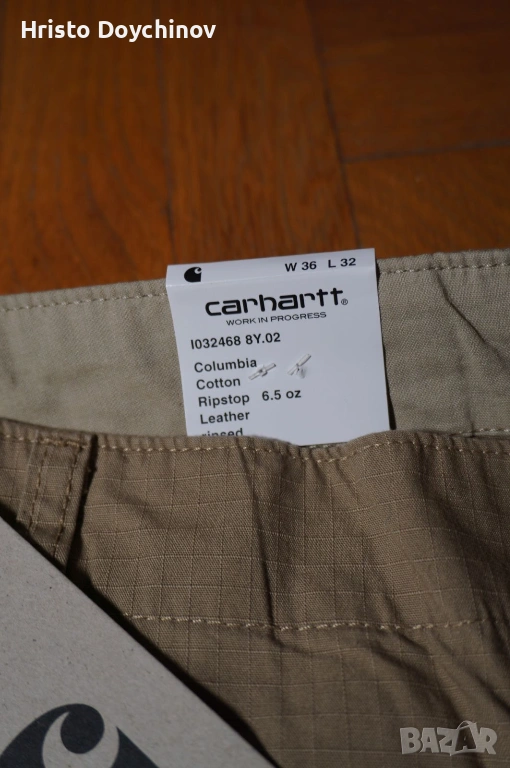 Hristo Doychinov
W 36 L 32
carhartt®
WORK IN PROGRESS
I032468 8Y.02
Columbia
Cotton
Ripstop 6.5 oz
Leather
rinsed
BAZAR